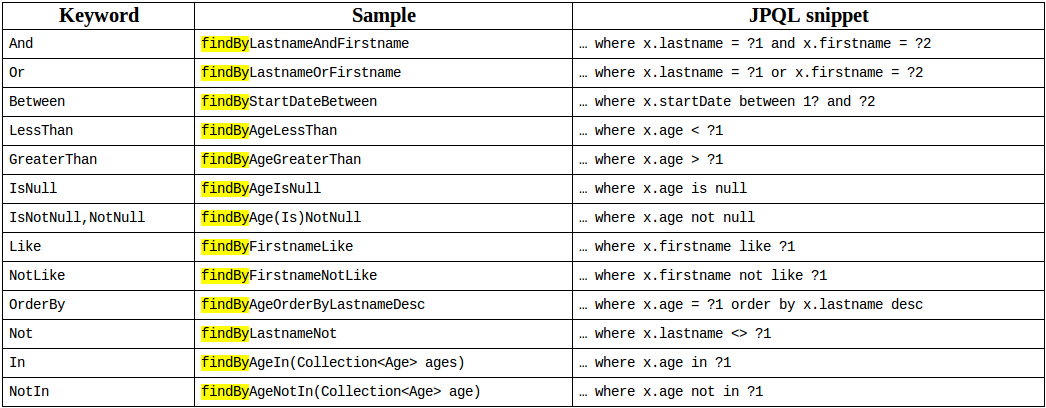 Keyword Sample JPQL snippet
And findByLastnameAndFirstname … where x.lastname = ?1 and x.firstname = ?2
Or findByLastnameOrFirstname … where x.lastname = ?1 or x.firstname = ?2
Between findByStartDateBetween … where x.startDate between 1? and ?2
LessThan findByAgeLessThan … where x.age < ?1
GreaterThan findByAgeGreaterThan … where x.age > ?1
IsNull findByAgeIsNull … where x.age is null
IsNotNull,NotNull findByAge(Is)NotNull … where x.age not null
Like findByFirstnameLike … where x.firstname like ?1
NotLike findByFirstnameNotLike … where x.firstname not like ?1
OrderBy findByAgeOrderByLastnameDesc … where x.age = ?1 order by x.lastname desc
Not findByLastnameNot … where x.lastname <> ?1
In findByAgeIn(Collection<Age> ages) … where x.age in ?1
NotIn findByAgeNotIn(Collection<Age> age) … where x.age not in ?1